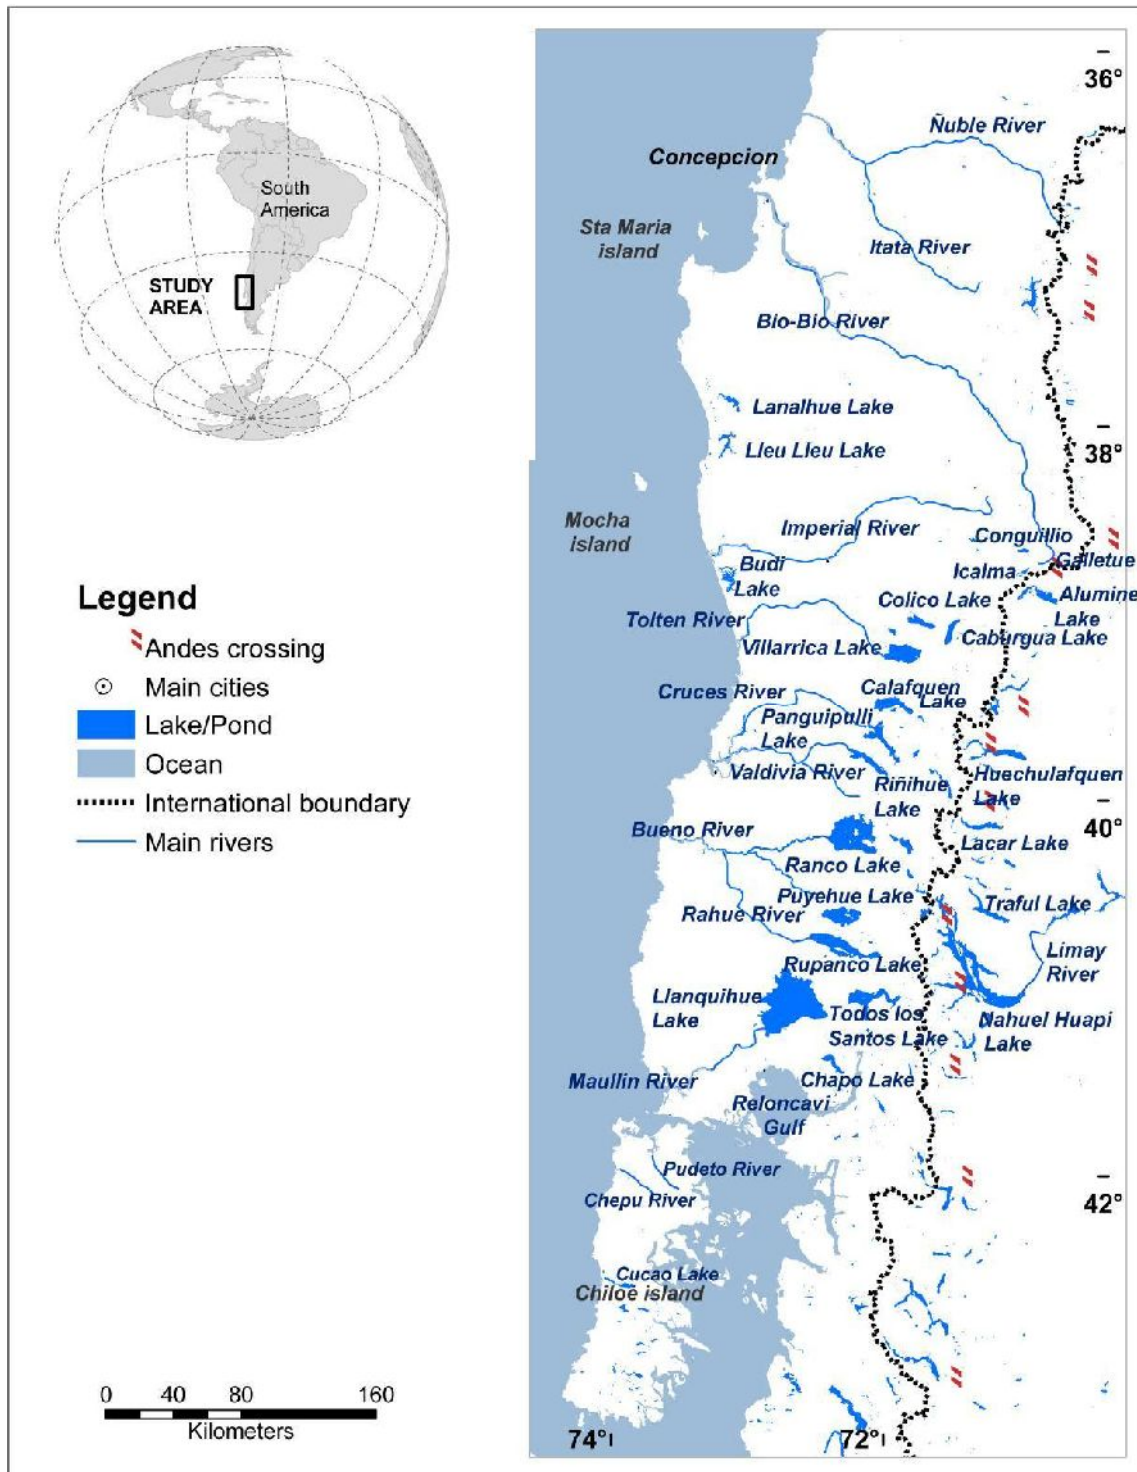 South
America
STUDY
AREA
Legend
Andes crossing
Main cities
Lake/Pond
Ocean
International boundary
Main rivers
0 40 80 160
Kilometers
36°
Ñuble River
Concepcion
Sta Maria
island
Itata River
Bio-Bio River
Lanalhue Lake
38°
Lleu Lleu Lake
Mocha
island
Imperial River
Conguillio
Galletue
Icalma
Budi
Lake
Alumine
Lake
Colico Lake
Tolten River
Caburgua Lake
Villarrica Lake
Cruces River
Calafquen
Lake
Panguipulli
Lake
Valdivia River
Huechulafquen
Lake
Riñihue
Lake
40°
Bueno River
Lacar Lake
Ranco Lake
Puyehue Lake
Traful Lake
Rahue River
Limay
River
Rupanco Lake
Llanquihue
Lake
Todos los
Santos Lake
Nahuel Huapi
Lake
Maullin River
Chapo Lake
Reloncavi
Gulf
Pudeto River
Chepu River
42°
Cucao Lake
Chiloe island
74°
72°